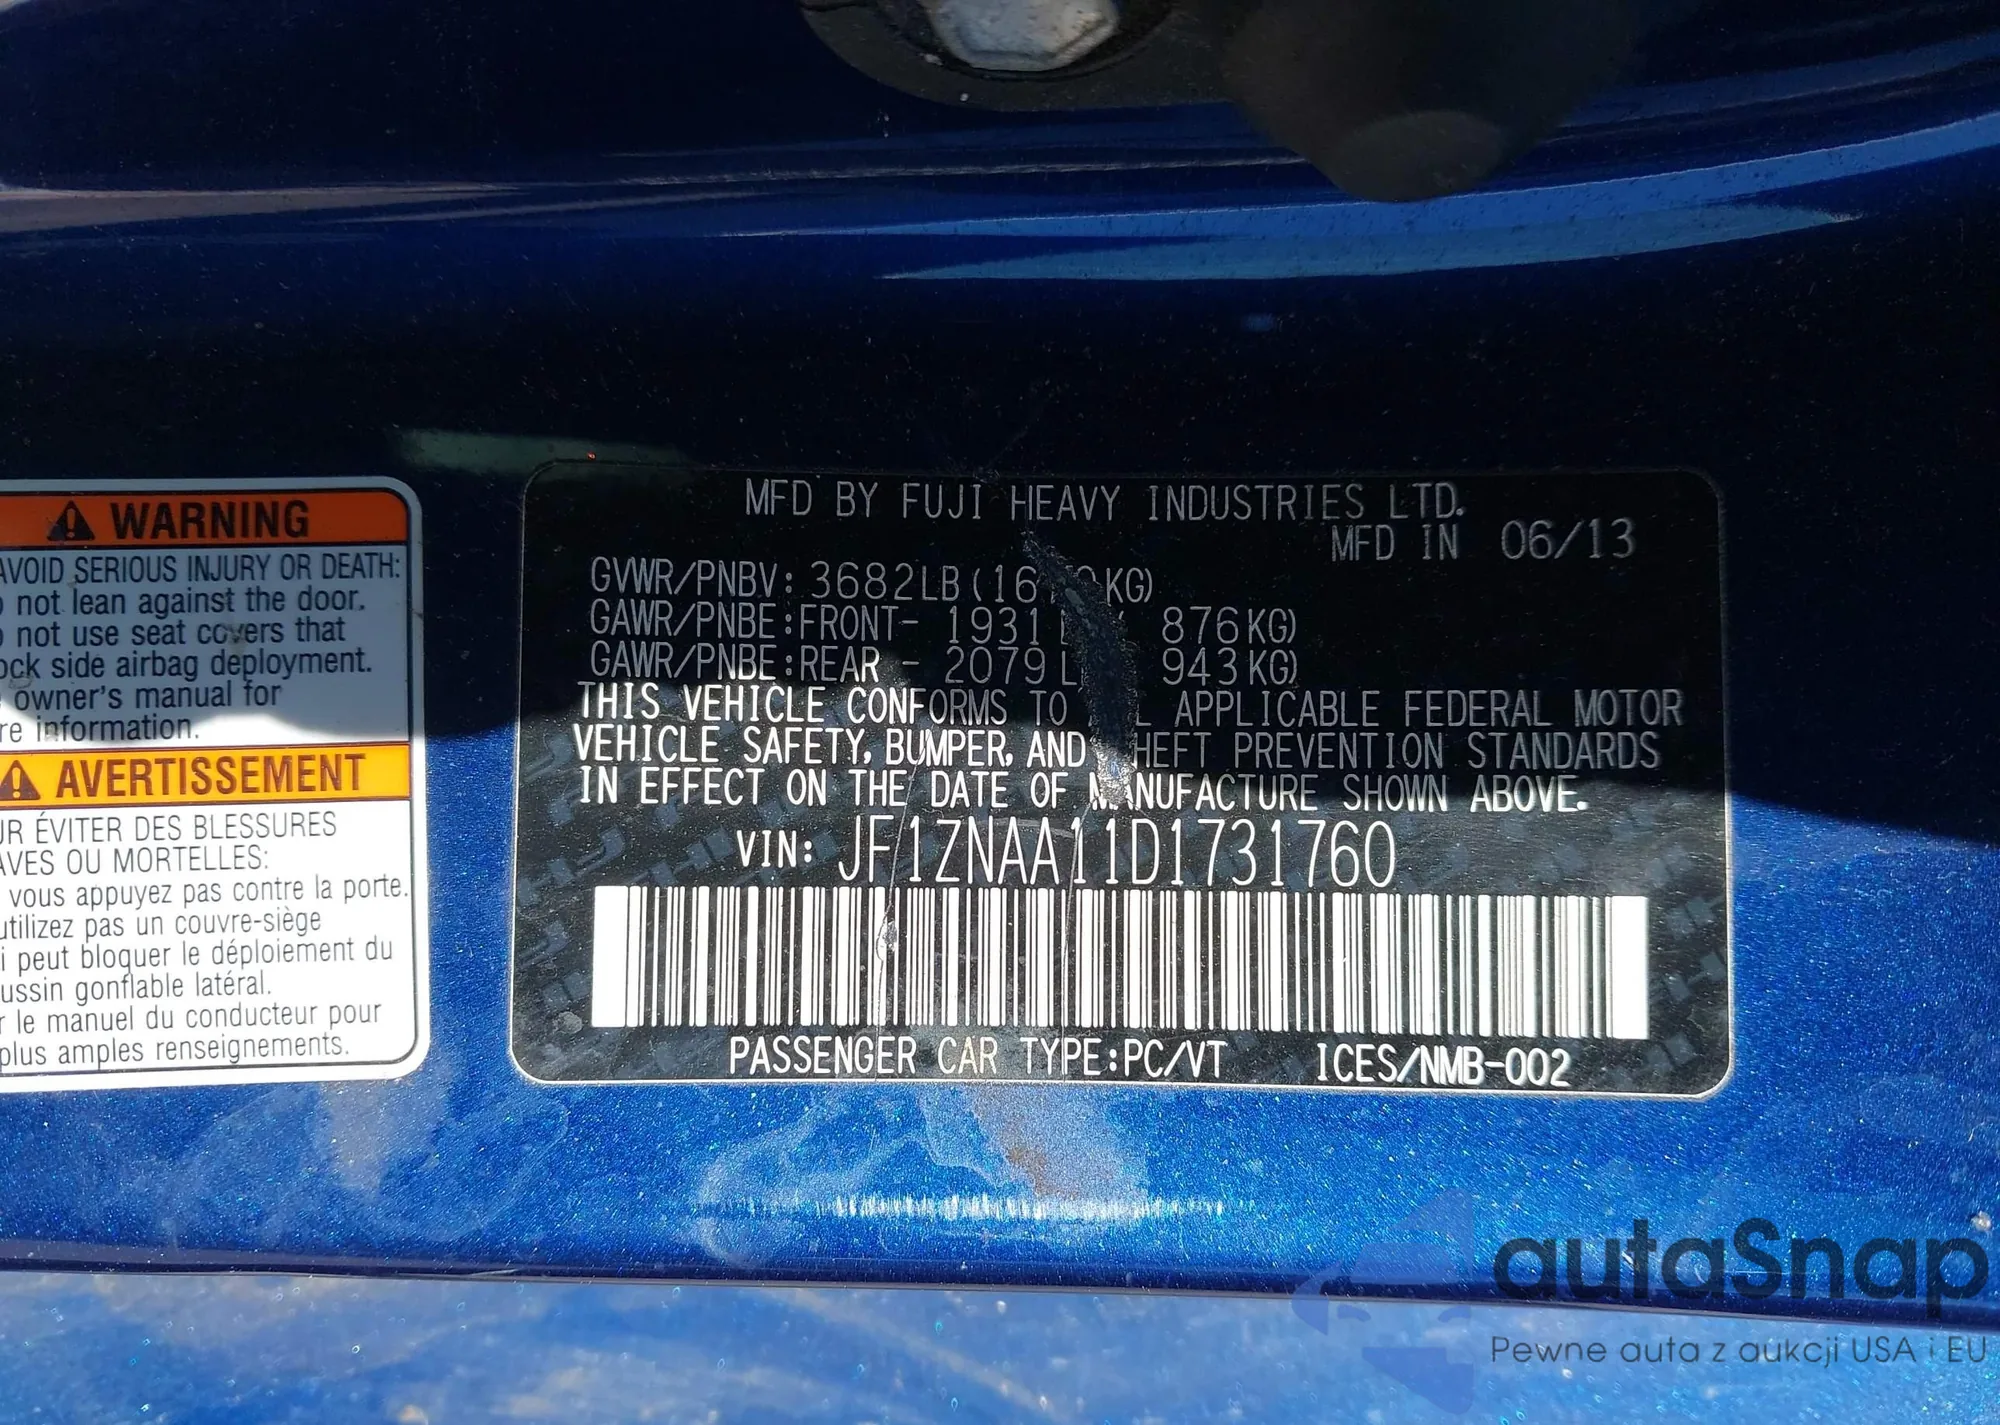 WARNING
AVOID SERIOUS INJURY OR DEATH:
not lean against the door.
not use seat covers that
side airbag deployment.
owner's manual for
information.
AVERTISSEMENT
ÉVITER DES BLESSURES
OU MORTELLES:
vous appuyez pas contre la porte.
utilizez pas un couvre-siège
peut bloquer le déploiement du
gonflable latéral.
le manuel du conducteur pour
plus amples renseignements.
MFD BY FUJI HEAVY INDUSTRIES LTD.
MFD IN 06/13
GVWR/PNBV: 3682LB
GAWR/PNBE:FRONT- 1931 876KG)
GAWR/PNBE:REAR - 2079 943KG)
THIS VEHICLE CONFORMS TO APPLICABLE FEDERAL MOTOR
VEHICLE SAFETY, BUMPER, AND THEFT PREVENTION STANDARDS
IN EFFECT ON THE DATE OF MANUFACTURE SHOWN ABOVE.
VIN: JF1ZNAA11D1731760
PASSENGER CAR TYPE:PC/VT ICES/NMB-002
autaSnap
Pewne auta z aukcji USA i EU